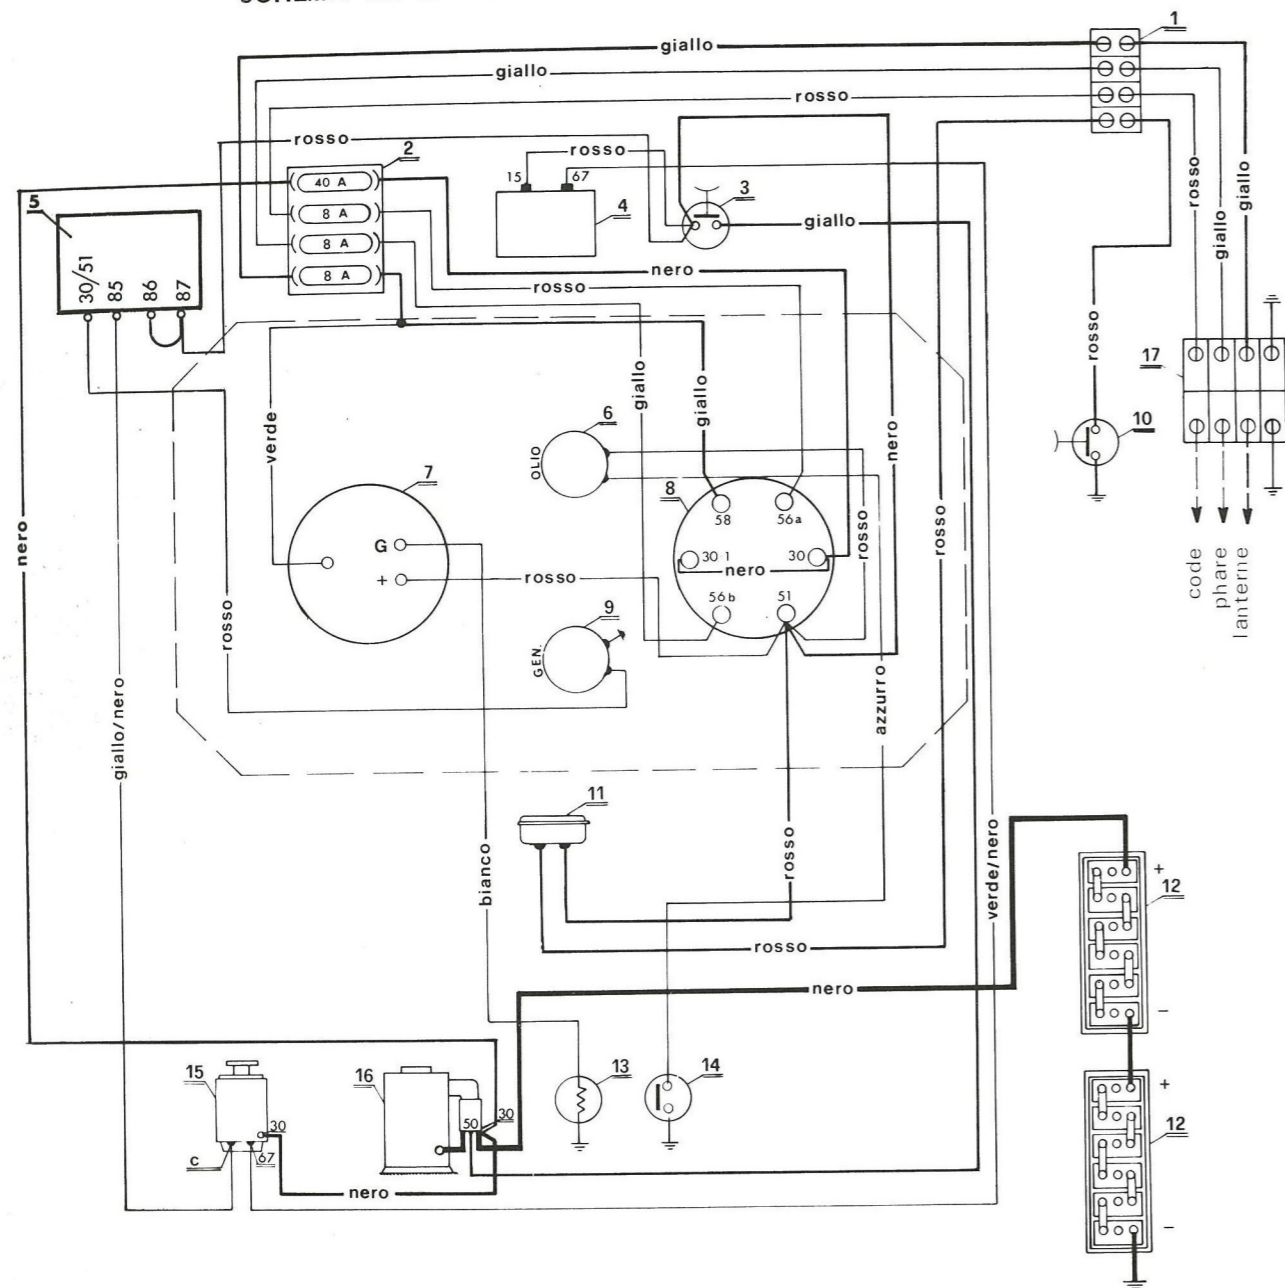 giallo
1
giallo
rosso
rosso
2
rosso
15
67
3
4
40 A
8 A
8 A
8 A
5
30/51
85
86
87
giallo
nero
rosso
rosso
giallo
giallo
rosso
17
10
verde
giallo
giallo
nero
6
OLIO
7
G
+
8
58
56a
30 1
30
nero
56b
51
rosso
rosso
rosso
nero
rosso
9
GEN.
code
phare
lanterne
giallo/nero
azzurro
11
bianco
rosso
verde/nero
rosso
nero
+
12
−
15
30
C
67
nero
16
50
30
13
14
+
12
−